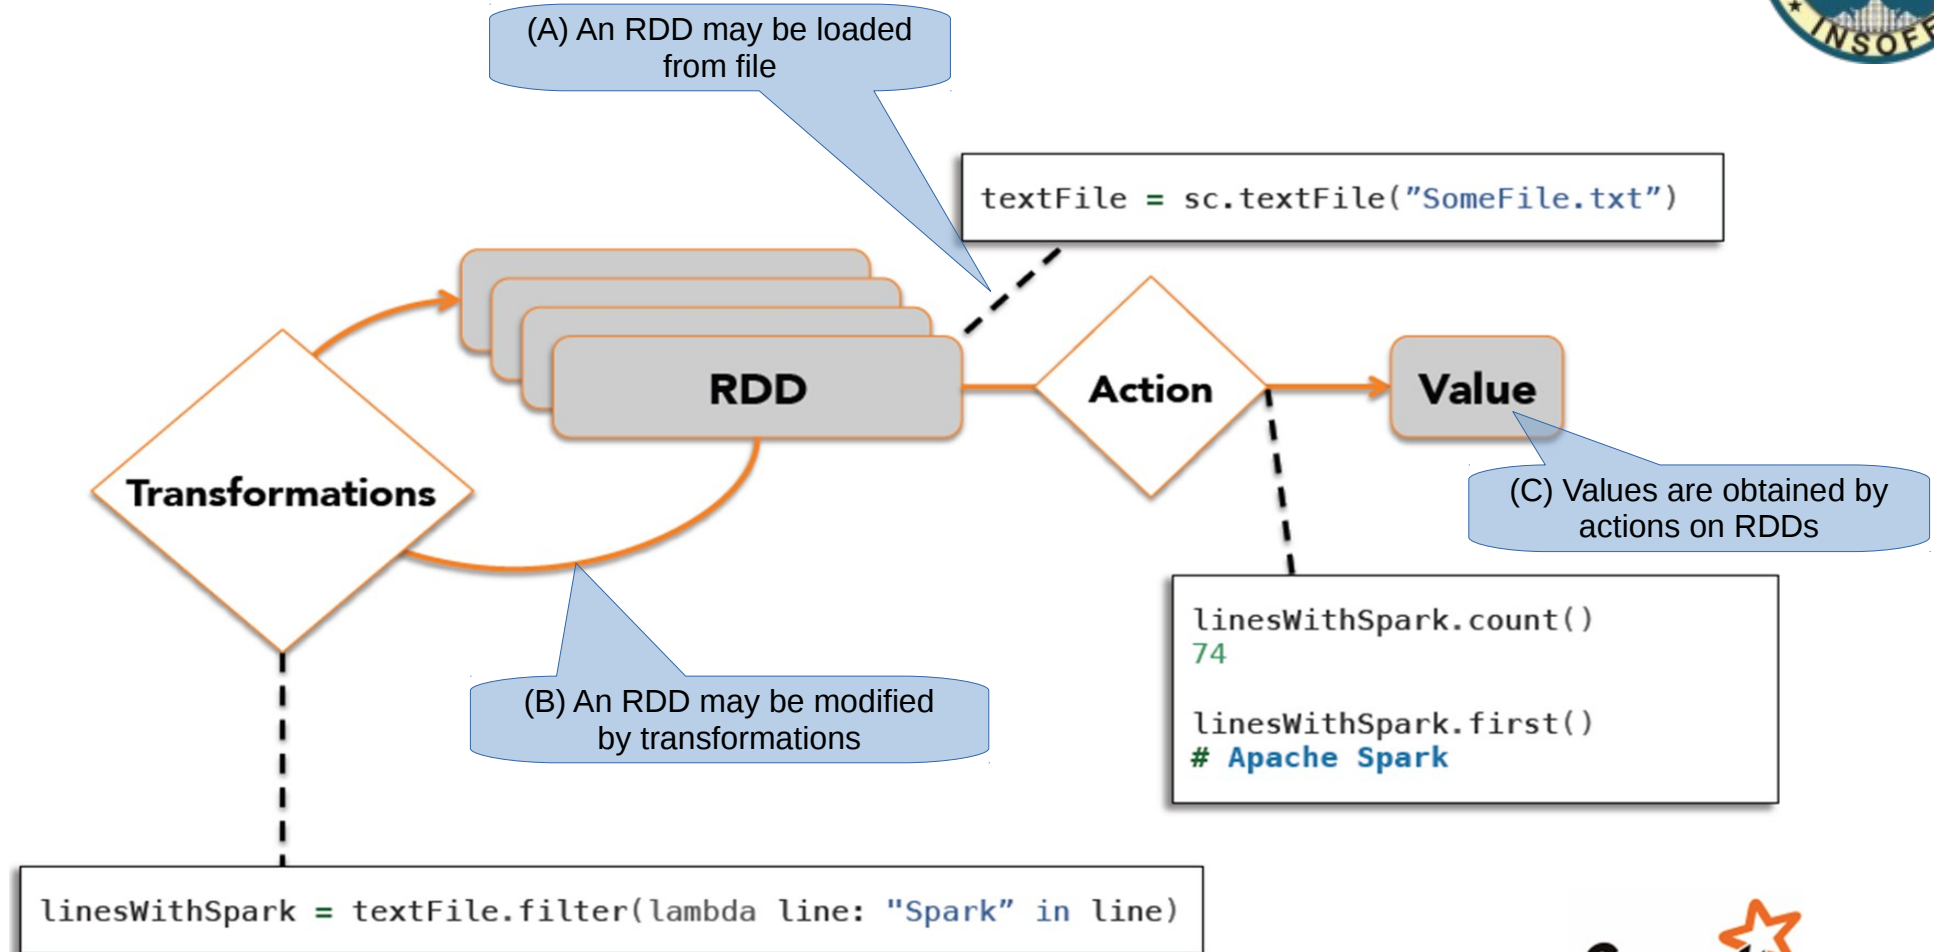 (A) An RDD may be loaded
from file
INSOFE
textFile = sc.textFile(”SomeFile.txt”)
RDD
Action
Value
Transformations
(C) Values are obtained by
actions on RDDs
linesWithSpark.count()
74
linesWithSpark.first()
# Apache Spark
(B) An RDD may be modified
by transformations
linesWithSpark = textFile.filter(lambda line: "Spark” in line)